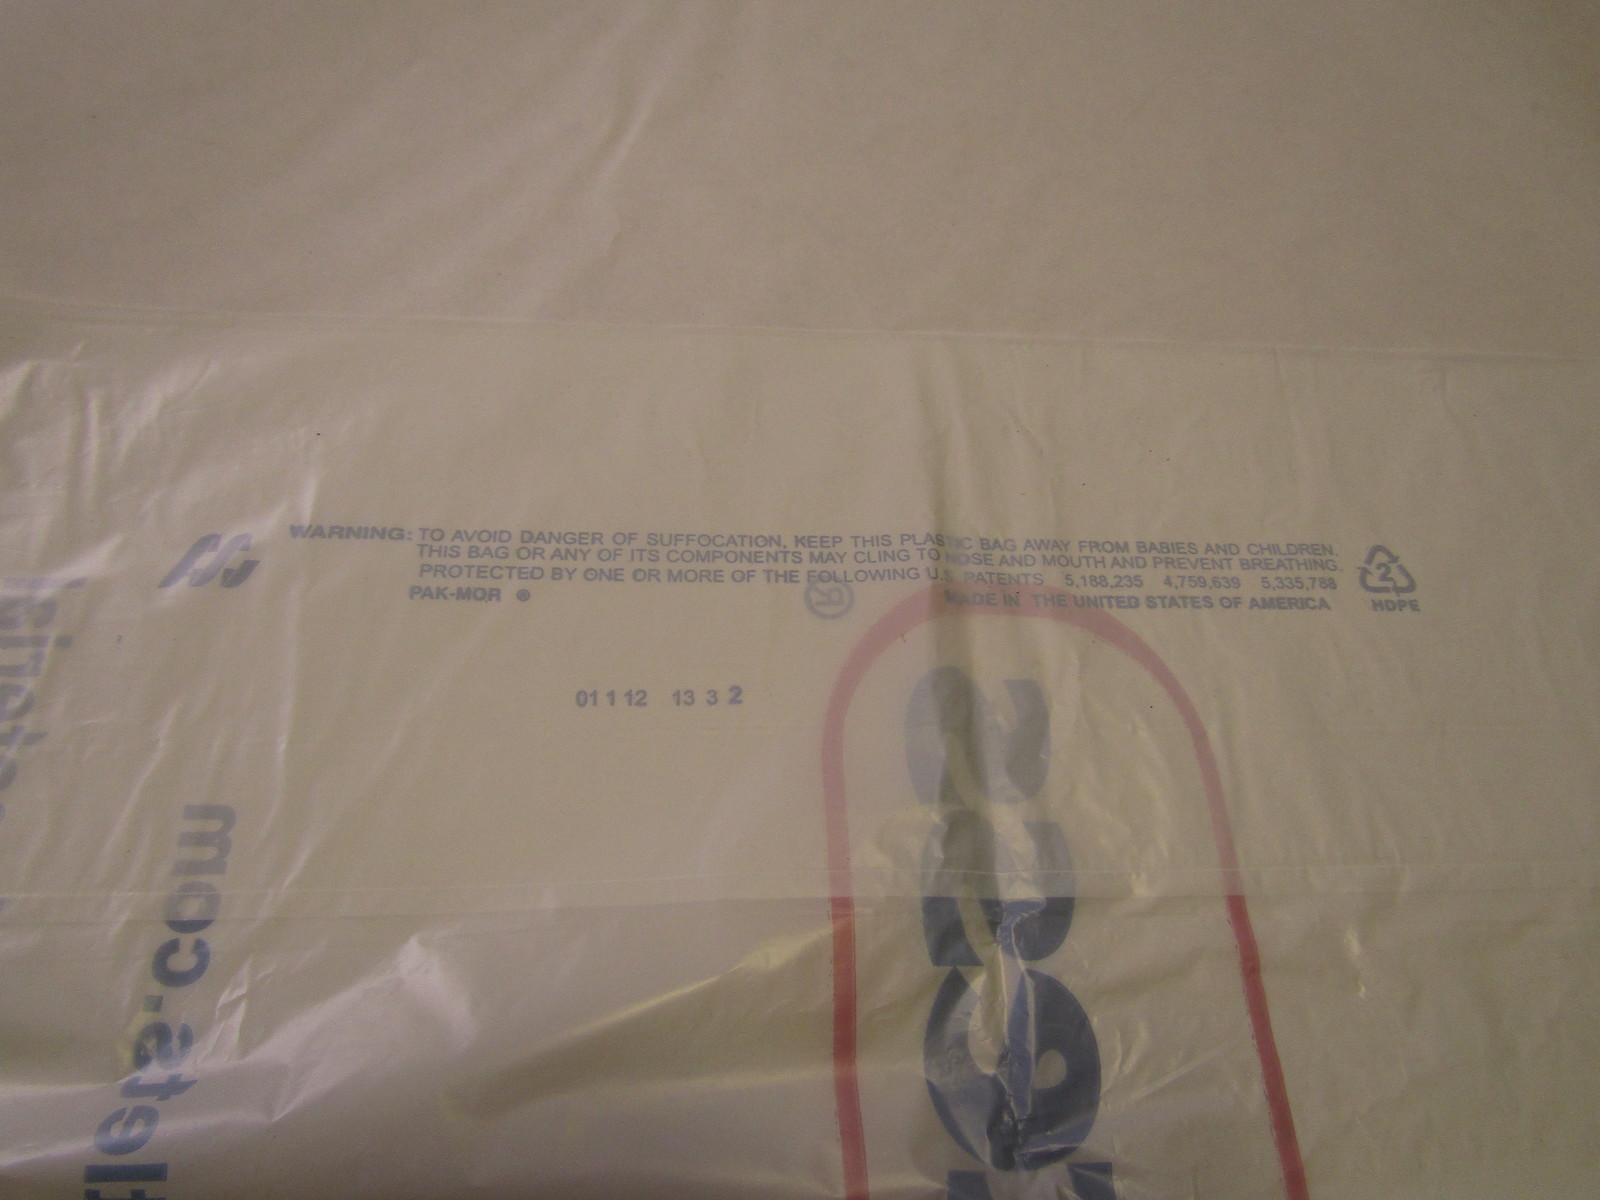 WARNING: TO AVOID DANGER OF SUFFOCATION, KEEP THIS PLASTIC BAG AWAY FROM BABIES AND CHILDREN.
THIS BAG OR ANY OF ITS COMPONENTS MAY CLING TO NOSE AND MOUTH AND PREVENT BREATHING.
PROTECTED BY ONE OR MORE OF THE FOLLOWING U.S. PATENTS 5,188,235 4,759,639 5,335,788
PAK-MOR ® MADE IN THE UNITED STATES OF AMERICA
2
HDPE
®
01 1 12 13 3 2
.com